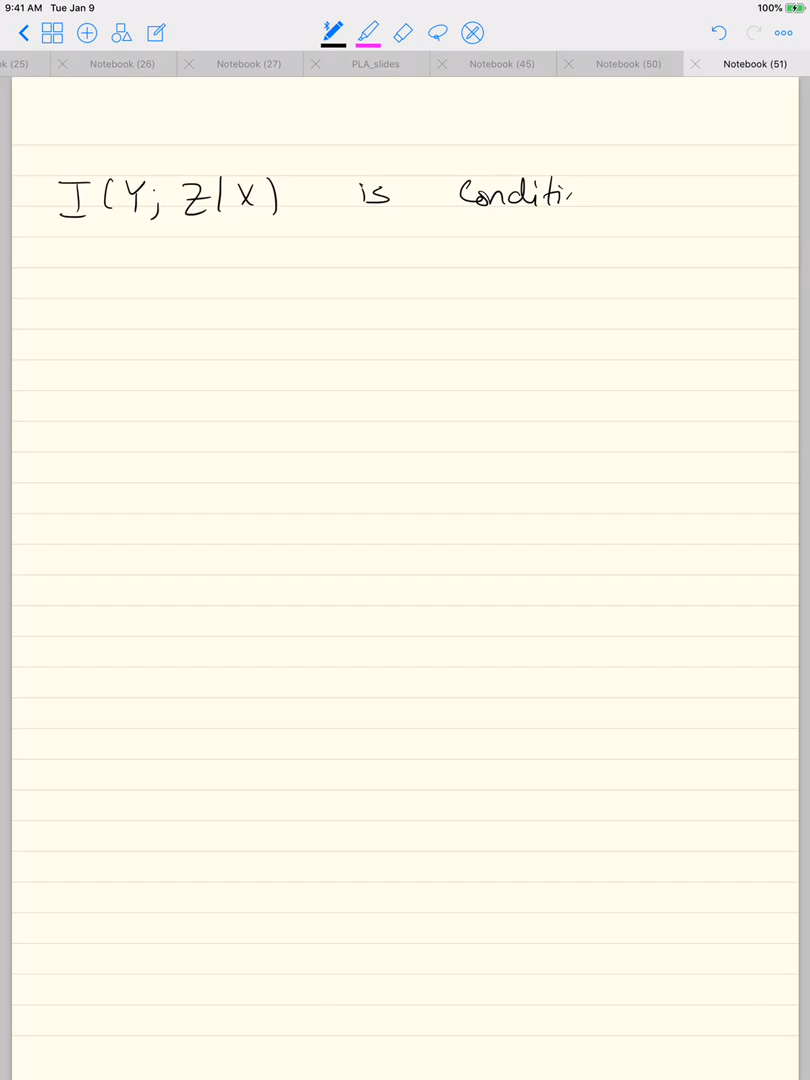 9:41 AM Tue Jan 9 100%
k (25) Notebook (26) Notebook (27) PLA_slides Notebook (45) Notebook (50) Notebook (51)
I(Y; Z|X) is Conditi